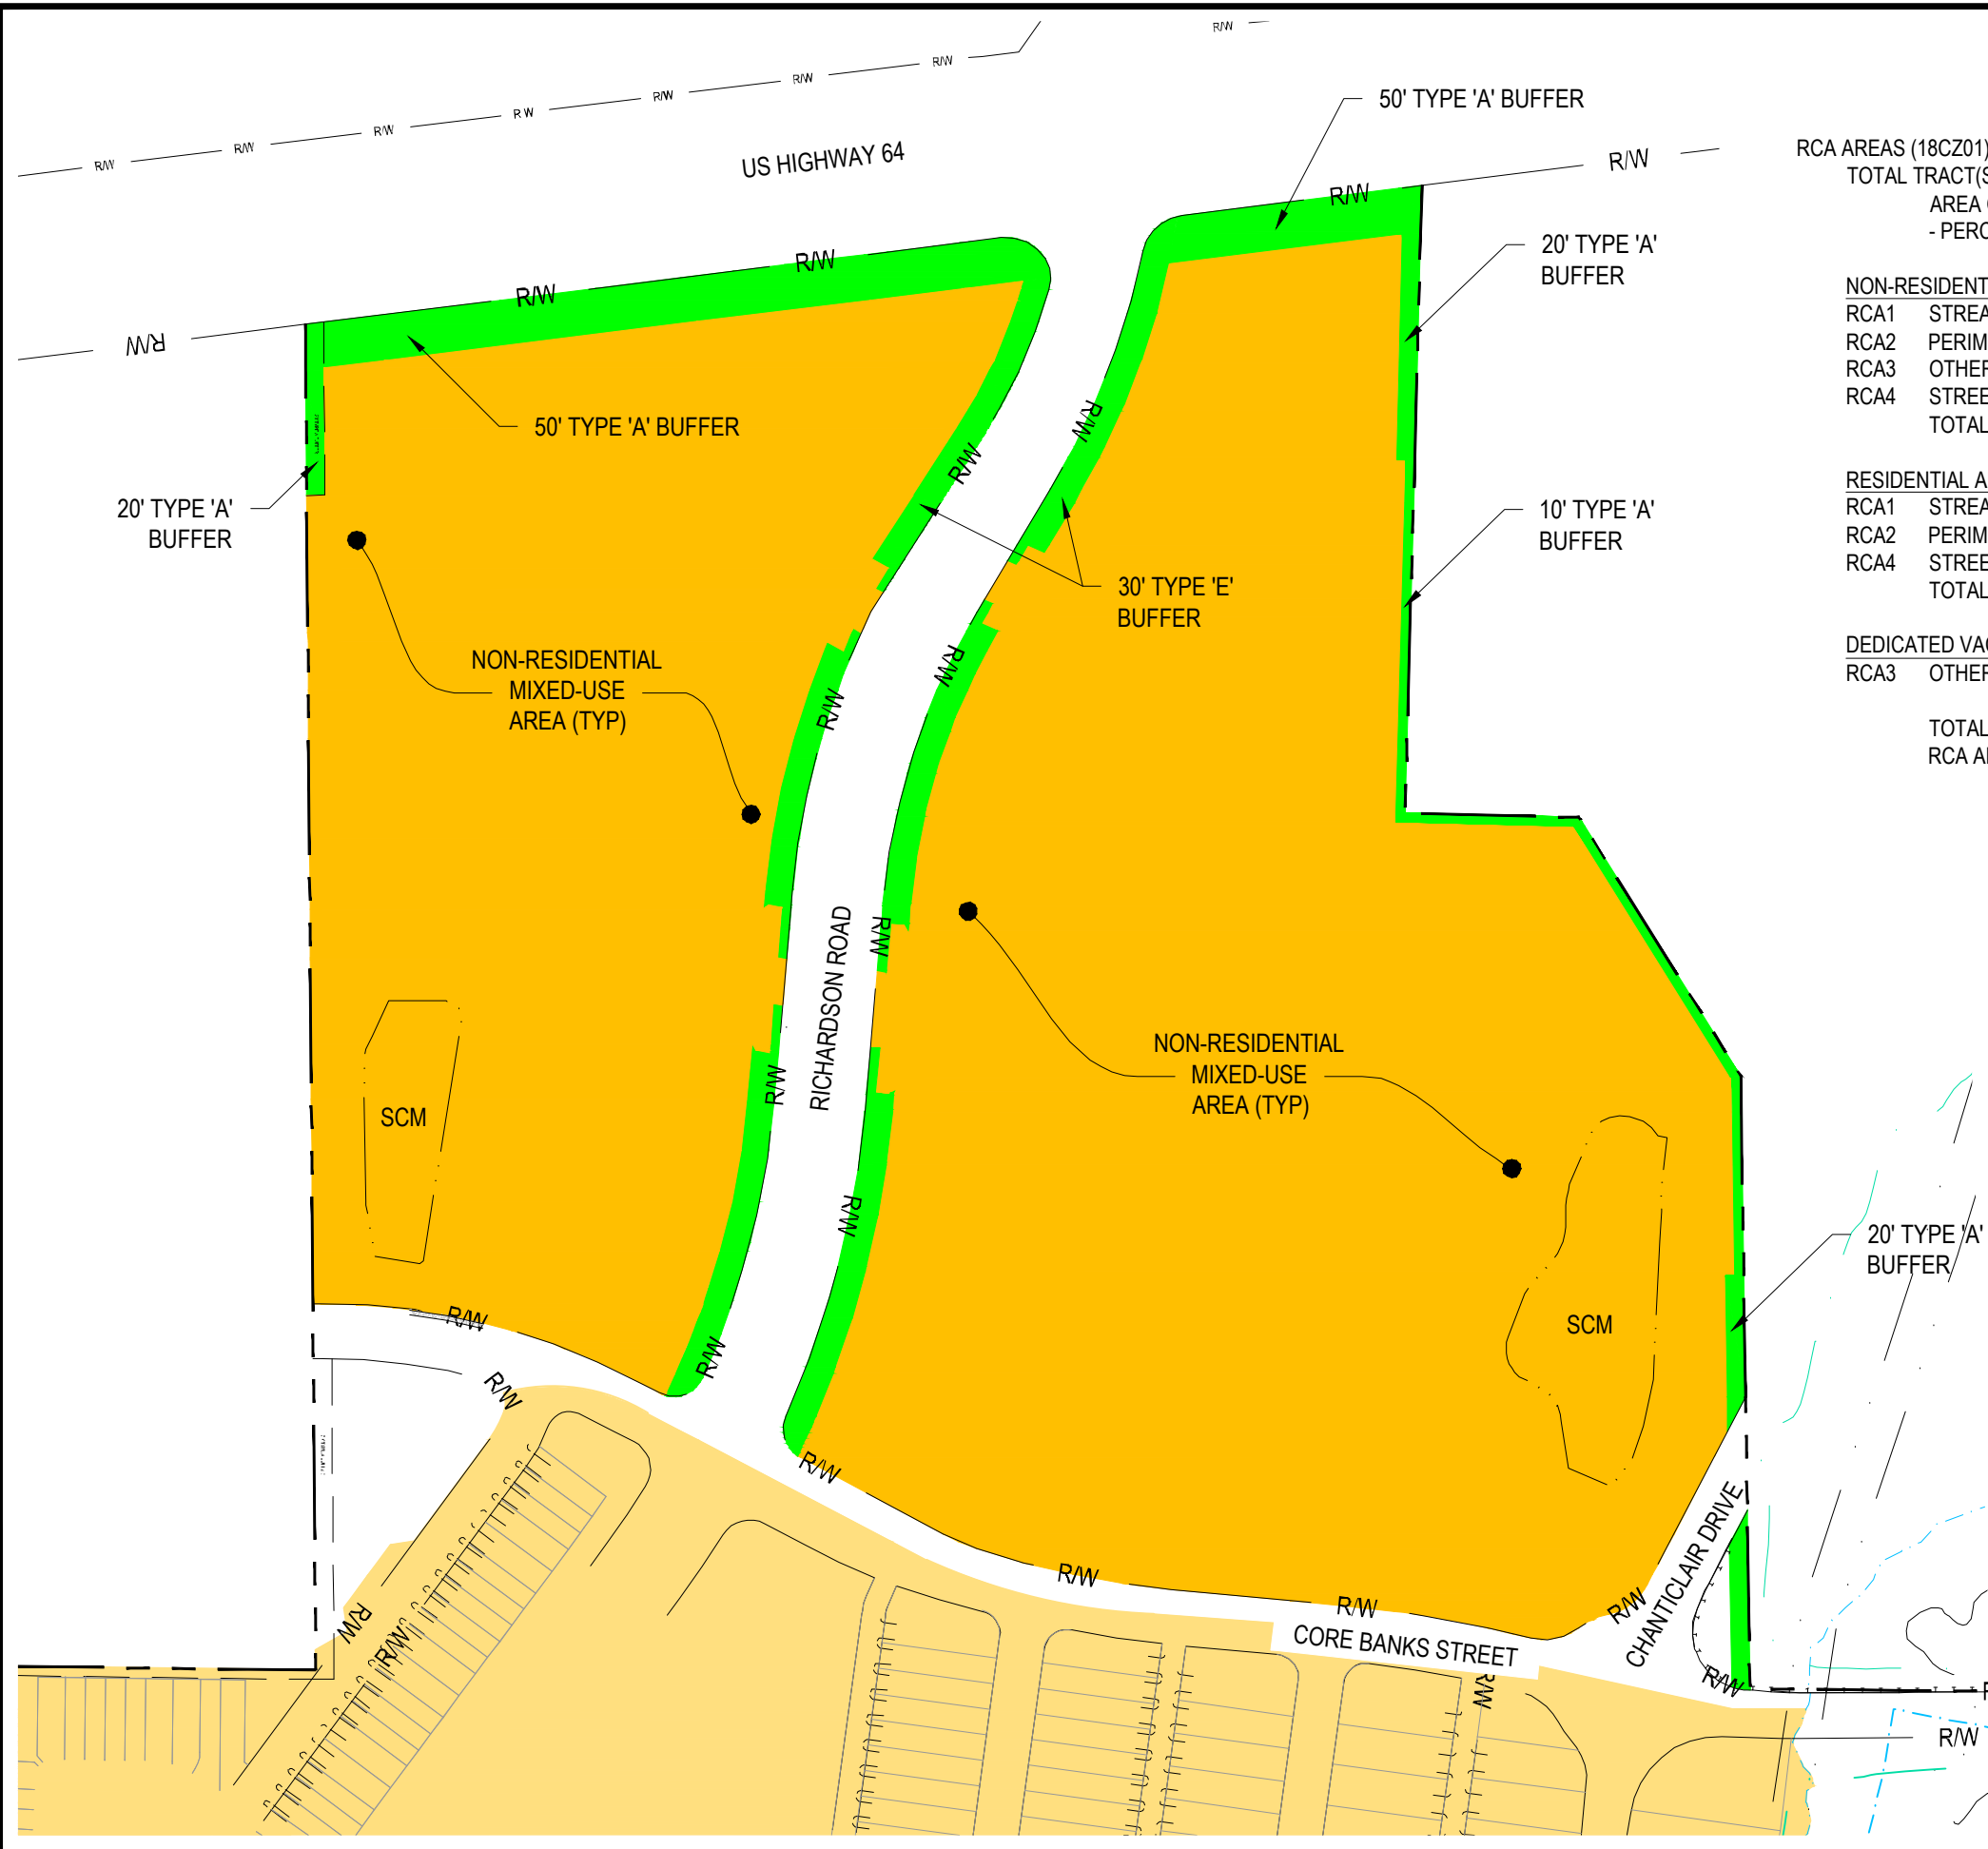 R/W
R/W
R/W
R/W
R/W
R/W
R/W
R/W
US HIGHWAY 64
50' TYPE 'A' BUFFER
R/W
R/W
R/W
R/W
R/W
20' TYPE 'A'
BUFFER
50' TYPE 'A' BUFFER
20' TYPE 'A'
BUFFER
10' TYPE 'A'
BUFFER
R/W
R/W
30' TYPE 'E'
BUFFER
NON-RESIDENTIAL
MIXED-USE
AREA (TYP)
R/W
R/W
R/W
RICHARDSON ROAD
R/W
NON-RESIDENTIAL
MIXED-USE
AREA (TYP)
SCM
R/W
20' TYPE 'A'
BUFFER
SCM
R/W
R/W
R/W
R/W
R/W
R/W
R/W
R/W
R/W
CORE BANKS STREET
CHANTICLAIR DRIVE
R/W
R/W
R/W
R/W
RCA AREAS (18CZ01)
TOTAL TRACT(S
AREA
- PERC
NON-RESIDENT
RCA1 STREA
RCA2 PERIM
RCA3 OTHER
RCA4 STREE
TOTAL
RESIDENTIAL A
RCA1 STREA
RCA2 PERIM
RCA4 STREE
TOTAL
DEDICATED VAC
RCA3 OTHER
TOTAL
RCA A